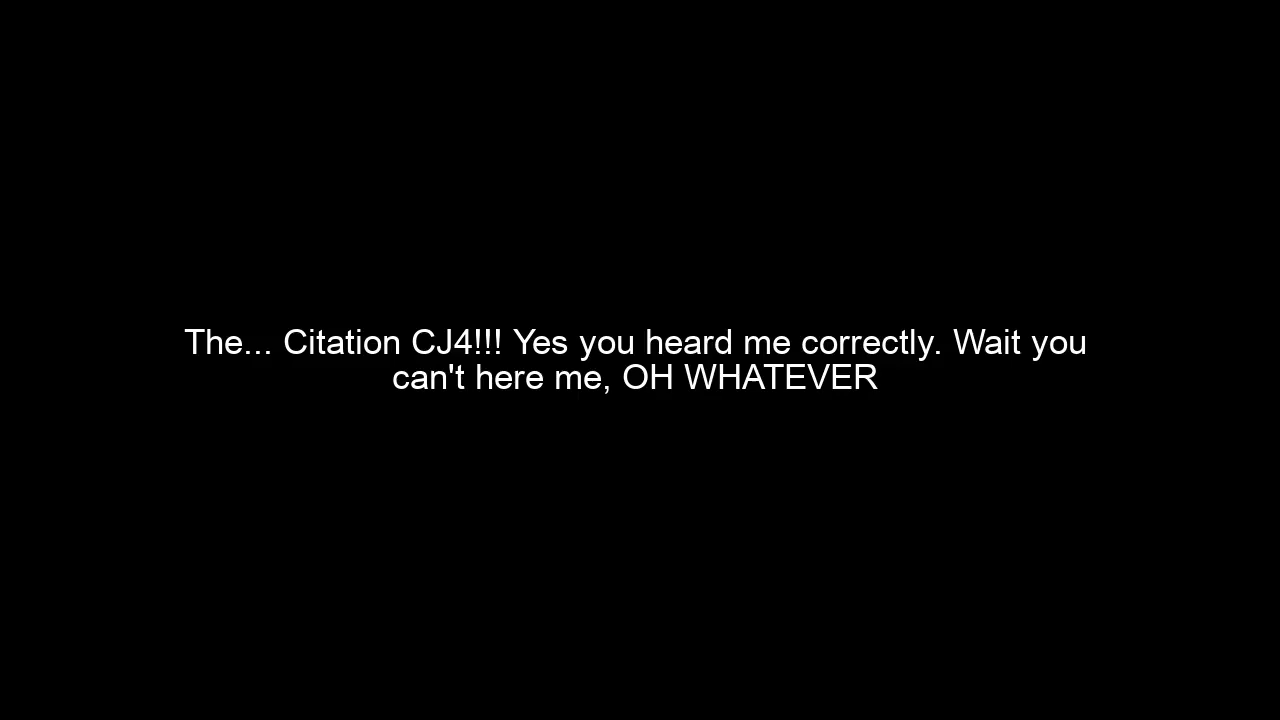 The... Citation CJ4!!! Yes you heard me correctly. Wait you
can't here me, OH WHATEVER